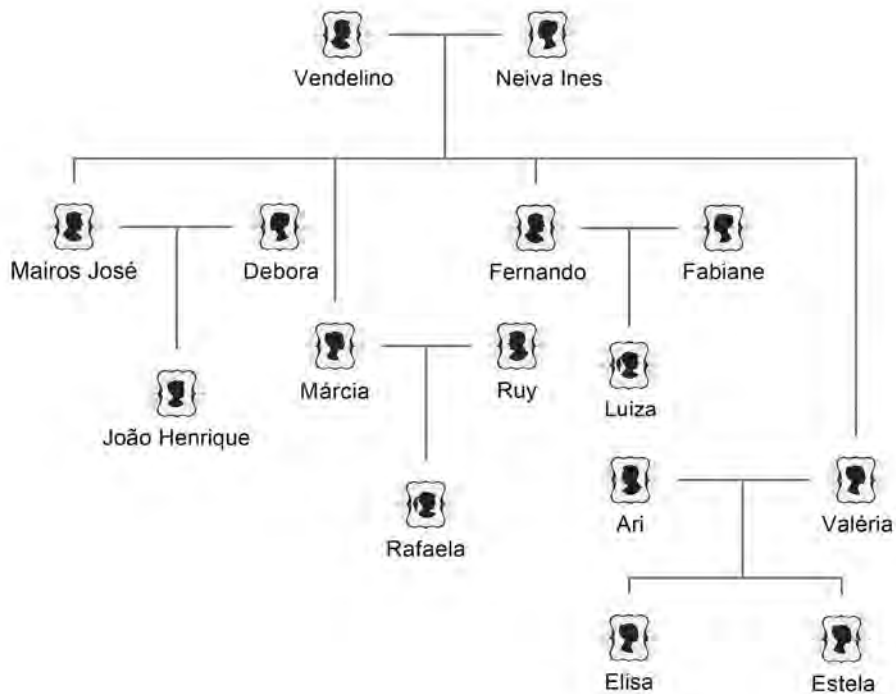 Vendelino
Neiva Ines
Mairos José
Debora
Fernando
Fabiane
Márcia
Ruy
Luiza
João Henrique
Ari
Valéria
Rafaela
Elisa
Estela